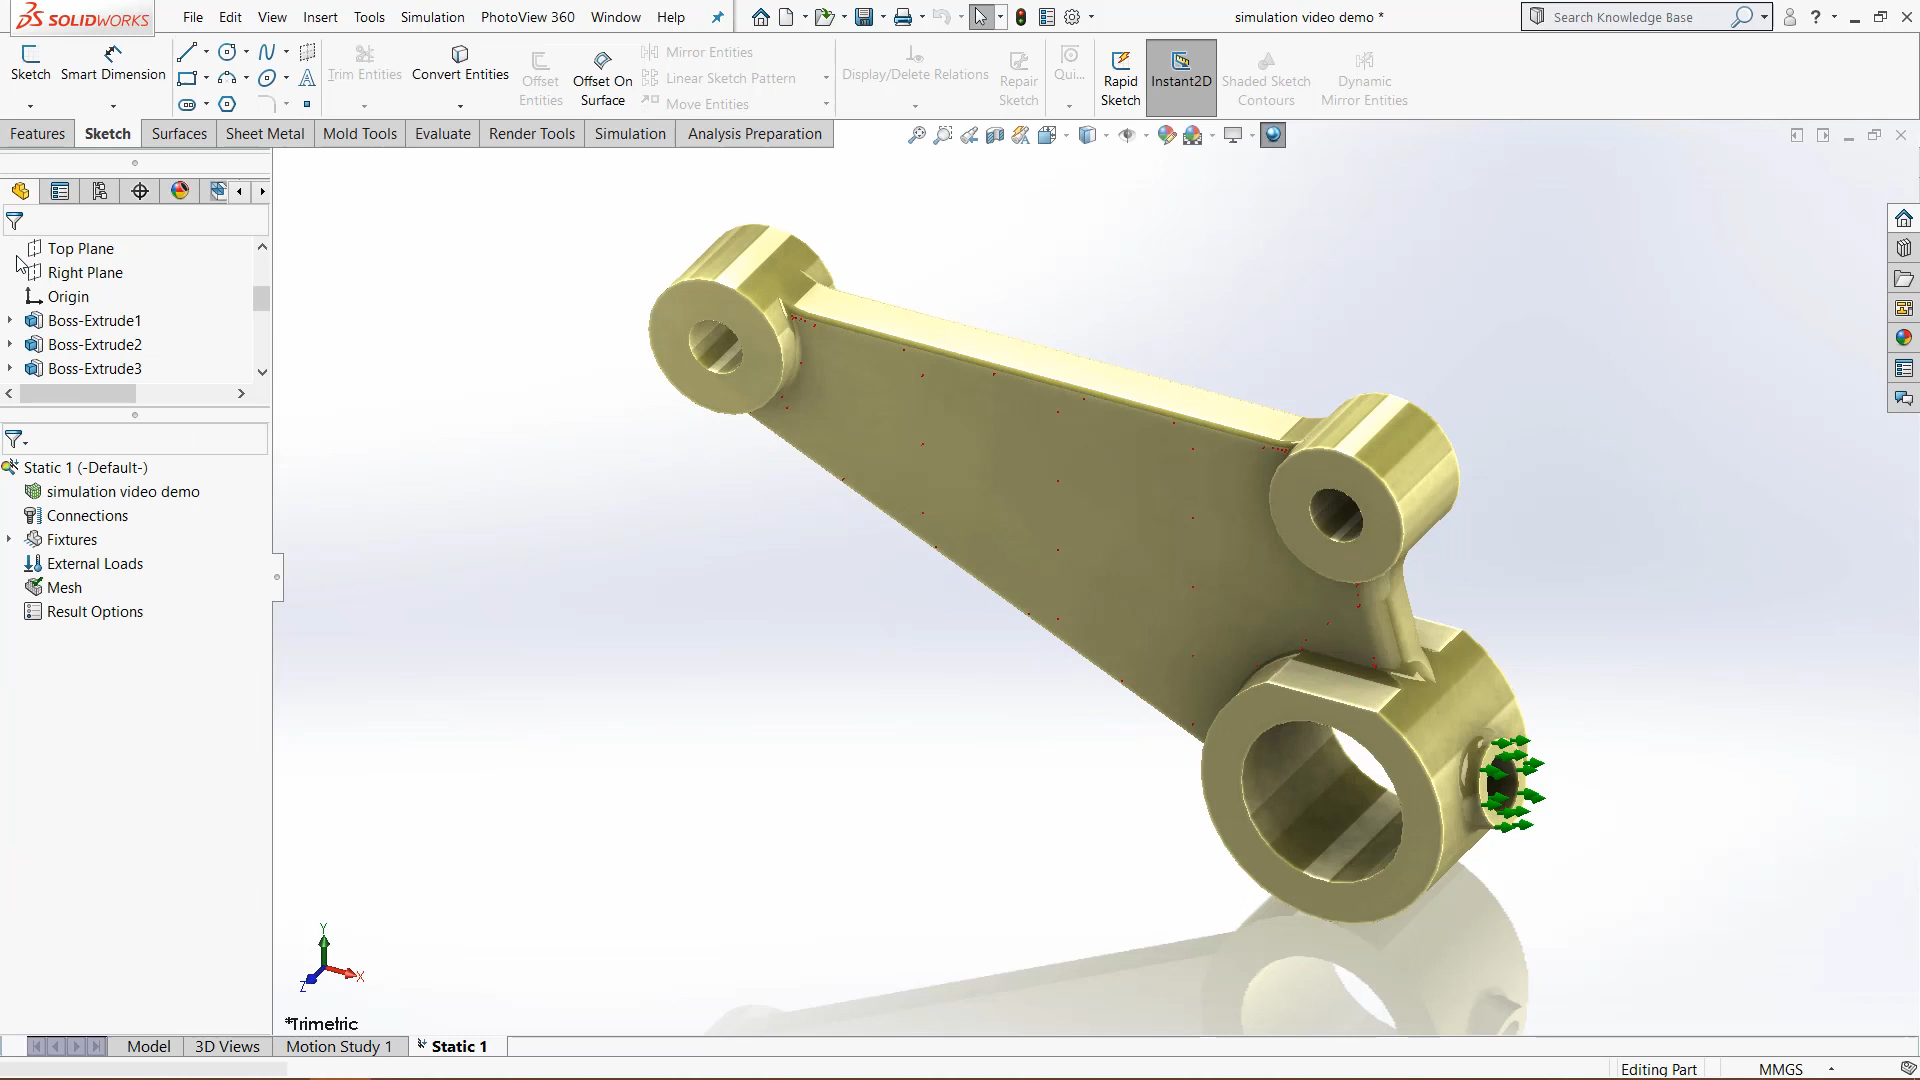 SOLIDWORKS File Edit View Insert Tools Simulation PhotoView 360 Window Help simulation video demo * Search Knowledge Base ?
Sketch Smart Dimension Trim Entities Convert Entities Offset Entities Offset On Surface Mirror Entities Linear Sketch Pattern Move Entities Display/Delete Relations Repair Sketch Qui... Rapid Sketch Instant2D Shaded Sketch Contours Dynamic Mirror Entities
Features Sketch Surfaces Sheet Metal Mold Tools Evaluate Render Tools Simulation Analysis Preparation
Top Plane
Right Plane
Origin
Boss-Extrude1
Boss-Extrude2
Boss-Extrude3
Static 1 (-Default-)
simulation video demo
Connections
Fixtures
External Loads
Mesh
Result Options
Y
X
Z
*Trimetric
Model 3D Views Motion Study 1 Static 1
Editing Part MMGS